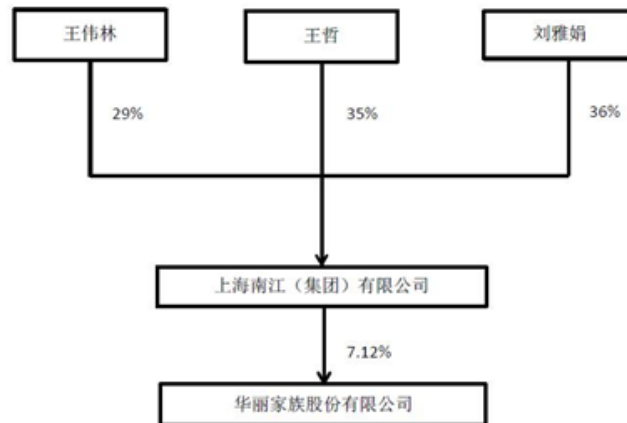 王伟林
王哲
刘雅娟
29%
35%
36%
上海南江（集团）有限公司
7.12%
华丽家族股份有限公司